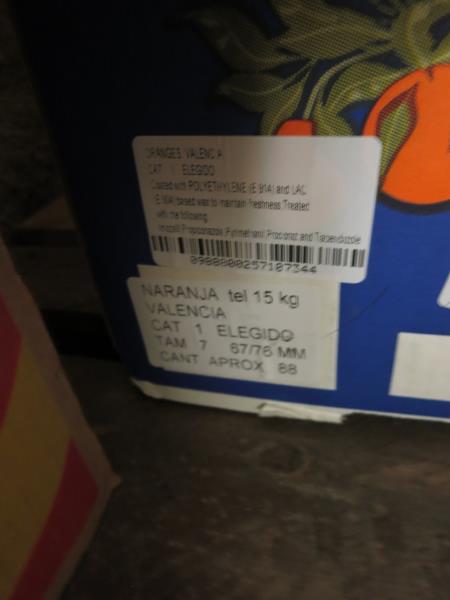 ORANGES VALENCIA
CAT 1 ELEGIDO
Coated with POLYETHYLENE (E 914) and LAC
(E 904) based wax to maintain freshness Treated
with the following
Imazalil, Propiconazole, Pyrimethanil, Procloraz and Tiabendazole
0988800257187344
NARANJA tel 15 kg
VALENCIA
CAT 1 ELEGIDO
TAM 7 67/76 MM
CANT APROX 88